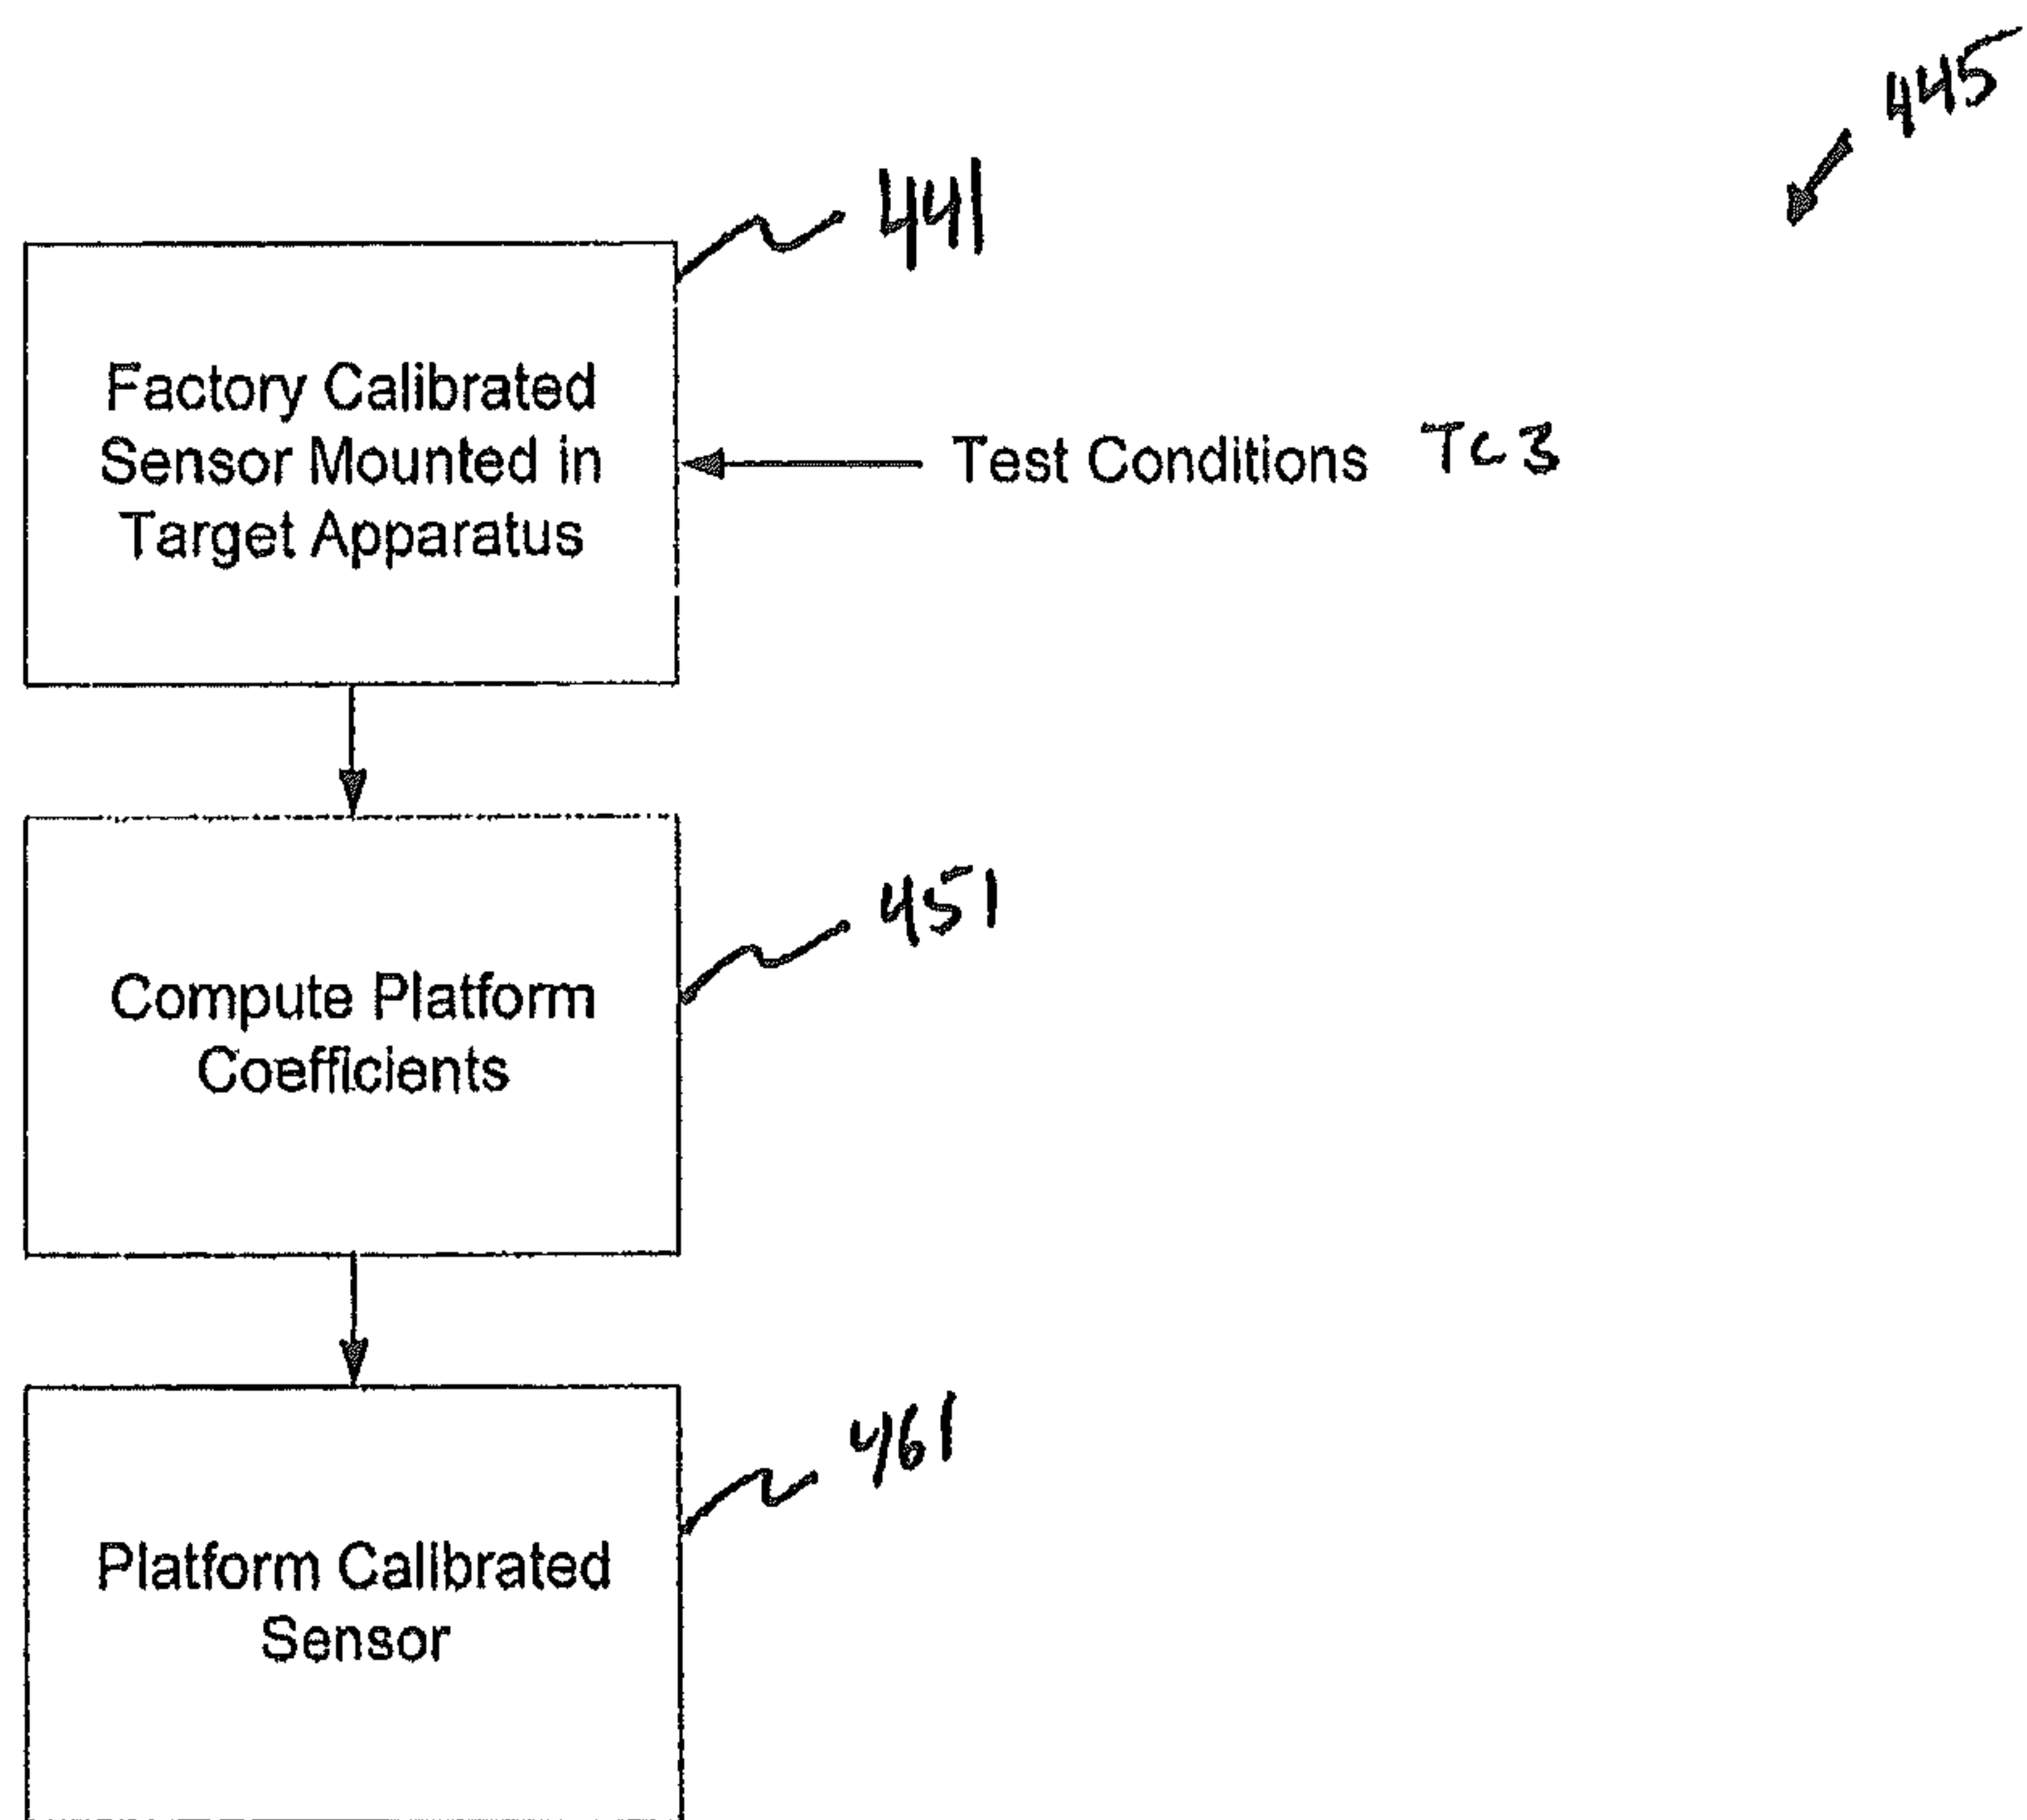 445
441
Factory Calibrated
Sensor Mounted in
Target Apparatus
Test Conditions TC3
451
Compute Platform
Coefficients
461
Platform Calibrated
Sensor